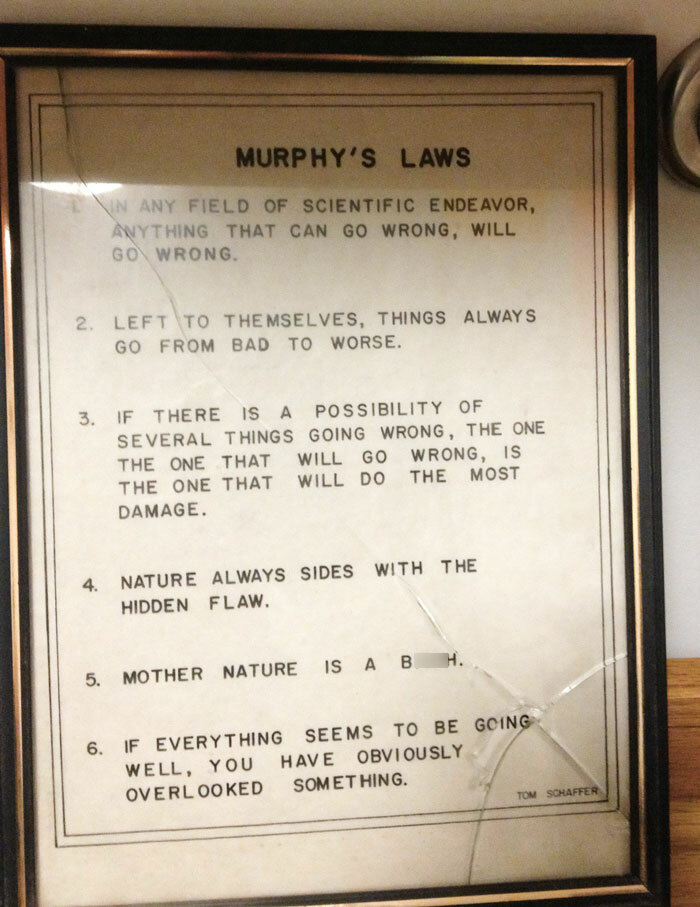 MURPHY'S LAWS
1. IN ANY FIELD OF SCIENTIFIC ENDEAVOR,
ANYTHING THAT CAN GO WRONG, WILL
GO WRONG.
2. LEFT TO THEMSELVES, THINGS ALWAYS
GO FROM BAD TO WORSE.
3. IF THERE IS A POSSIBILITY OF
SEVERAL THINGS GOING WRONG, THE ONE
THE ONE THAT WILL GO WRONG, IS
THE ONE THAT WILL DO THE MOST
DAMAGE.
4. NATURE ALWAYS SIDES WITH THE
HIDDEN FLAW.
5. MOTHER NATURE IS A B H.
6. IF EVERYTHING SEEMS TO BE GOING
WELL, YOU HAVE OBVIOUSLY
OVERLOOKED SOMETHING.
TOM SCHAFFER